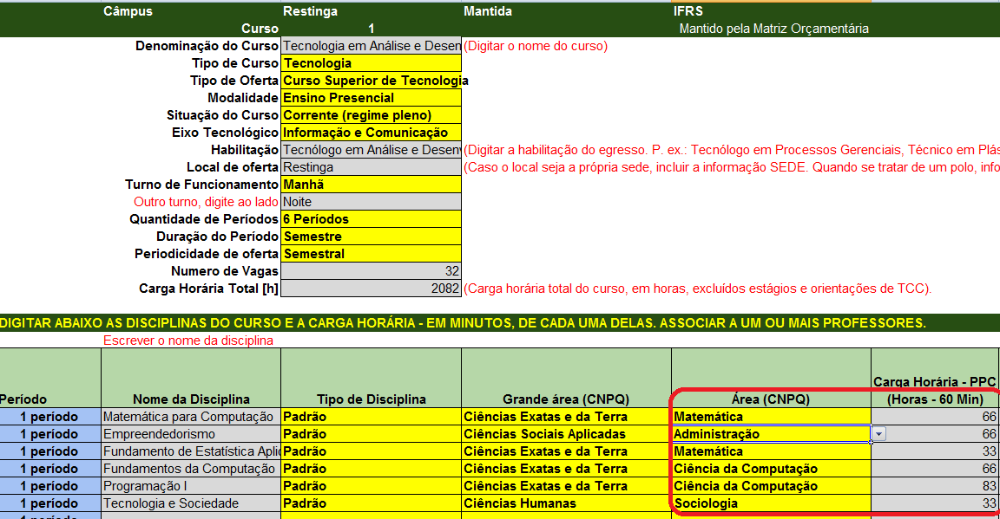 Câmpus Restinga Mantida IFRS
Curso 1 Mantido pela Matriz Orçamentária
Denominação do Curso Tecnologia em Análise e Desen (Digitar o nome do curso)
Tipo de Curso Tecnologia
Tipo de Oferta Curso Superior de Tecnologia
Modalidade Ensino Presencial
Situação do Curso Corrente (regime pleno)
Eixo Tecnológico Informação e Comunicação
Habilitação Tecnólogo em Análise e Desen (Digitar a habilitação do egresso. P. ex.: Tecnólogo em Processos Gerenciais, Técnico em Plás
Local de oferta Restinga (Caso o local seja a própria sede, incluir a informação SEDE. Quando se tratar de um polo, info
Turno de Funcionamento Manhã
Outro turno, digite ao lado Noite
Quantidade de Períodos 6 Períodos
Duração do Período Semestre
Periodicidade de oferta Semestral
Numero de Vagas 32
Carga Horária Total [h] 2082 (Carga horária total do curso, em horas, excluídos estágios e orientações de TCC).
DIGITAR ABAIXO AS DISCIPLINAS DO CURSO E A CARGA HORÁRIA - EM MINUTOS, DE CADA UMA DELAS. ASSOCIAR A UM OU MAIS PROFESSORES.
Escrever o nome da disciplina
Carga Horária - PPC
Período Nome da Disciplina Tipo de Disciplina Grande área (CNPQ) Área (CNPQ) (Horas - 60 Min)
1 período Matemática para Computação Padrão Ciências Exatas e da Terra Matemática 66
1 período Empreendedorismo Padrão Ciências Sociais Aplicadas Administração 66
1 período Fundamento de Estatística Aplic Padrão Ciências Exatas e da Terra Matemática 33
1 período Fundamentos da Computação Padrão Ciências Exatas e da Terra Ciência da Computação 66
1 período Programação I Padrão Ciências Exatas e da Terra Ciência da Computação 83
1 período Tecnologia e Sociedade Padrão Ciências Humanas Sociologia 33